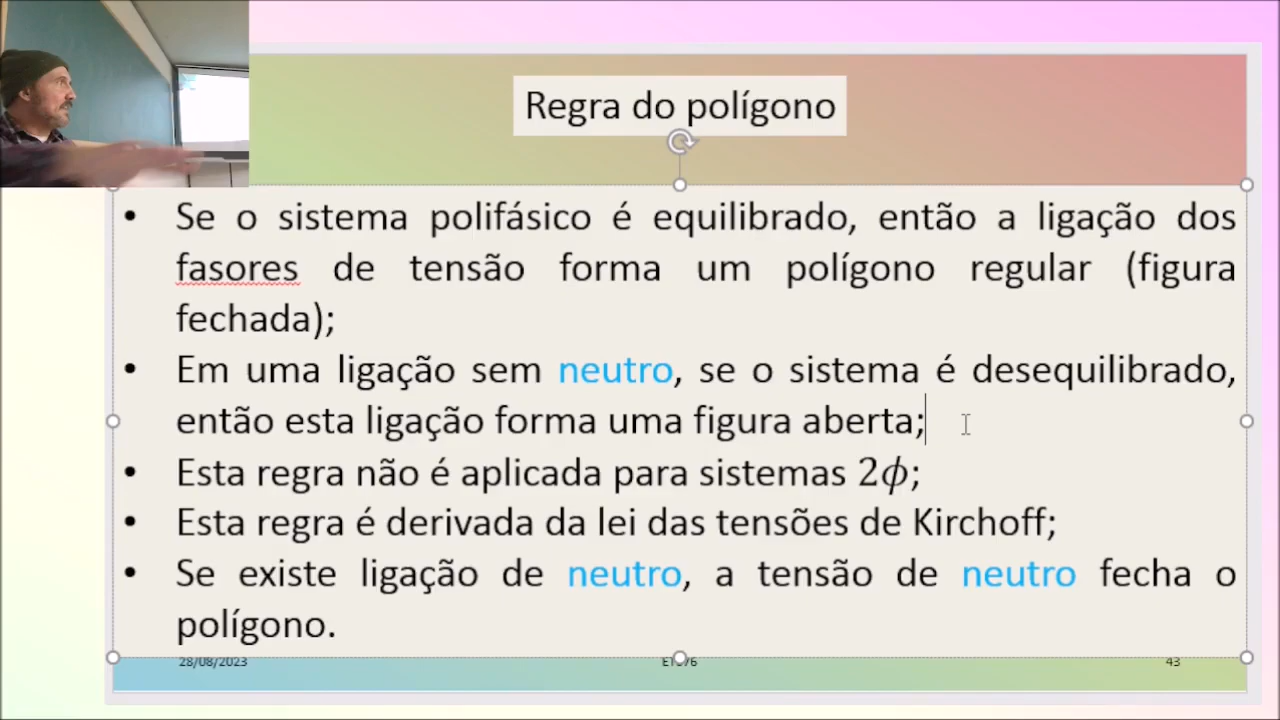 Regra do polígono
• Se o sistema polifásico é equilibrado, então a ligação dos
fasores de tensão forma um polígono regular (figura
fechada);
• Em uma ligação sem neutro, se o sistema é desequilibrado,
então esta ligação forma uma figura aberta;
• Esta regra não é aplicada para sistemas 2ϕ;
• Esta regra é derivada da lei das tensões de Kirchoff;
• Se existe ligação de neutro, a tensão de neutro fecha o
polígono.
28/08/2023
43